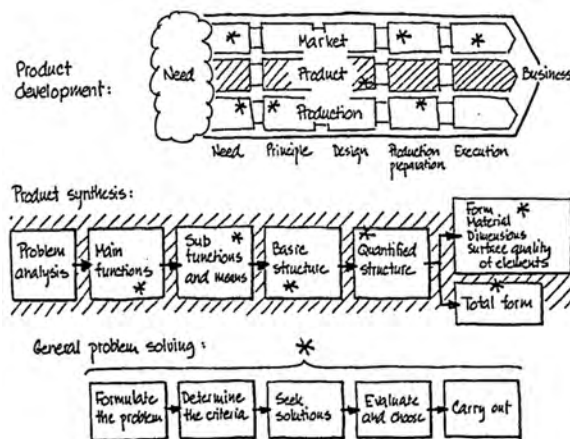 Product
development:
Need
Market
Product
Production
Business
Need
Principle
Design
Production
preparation
Execution
Product synthesis:
Problem
analysis
Main
functions
Sub
functions
and means
Basic
structure
Quantified
structure
Form
Material
Dimensions
Surface quality
of elements
Total form
General problem solving:
Formulate
the problem
Determine
the criteria
Seek
solutions
Evaluate
and choose
Carry out